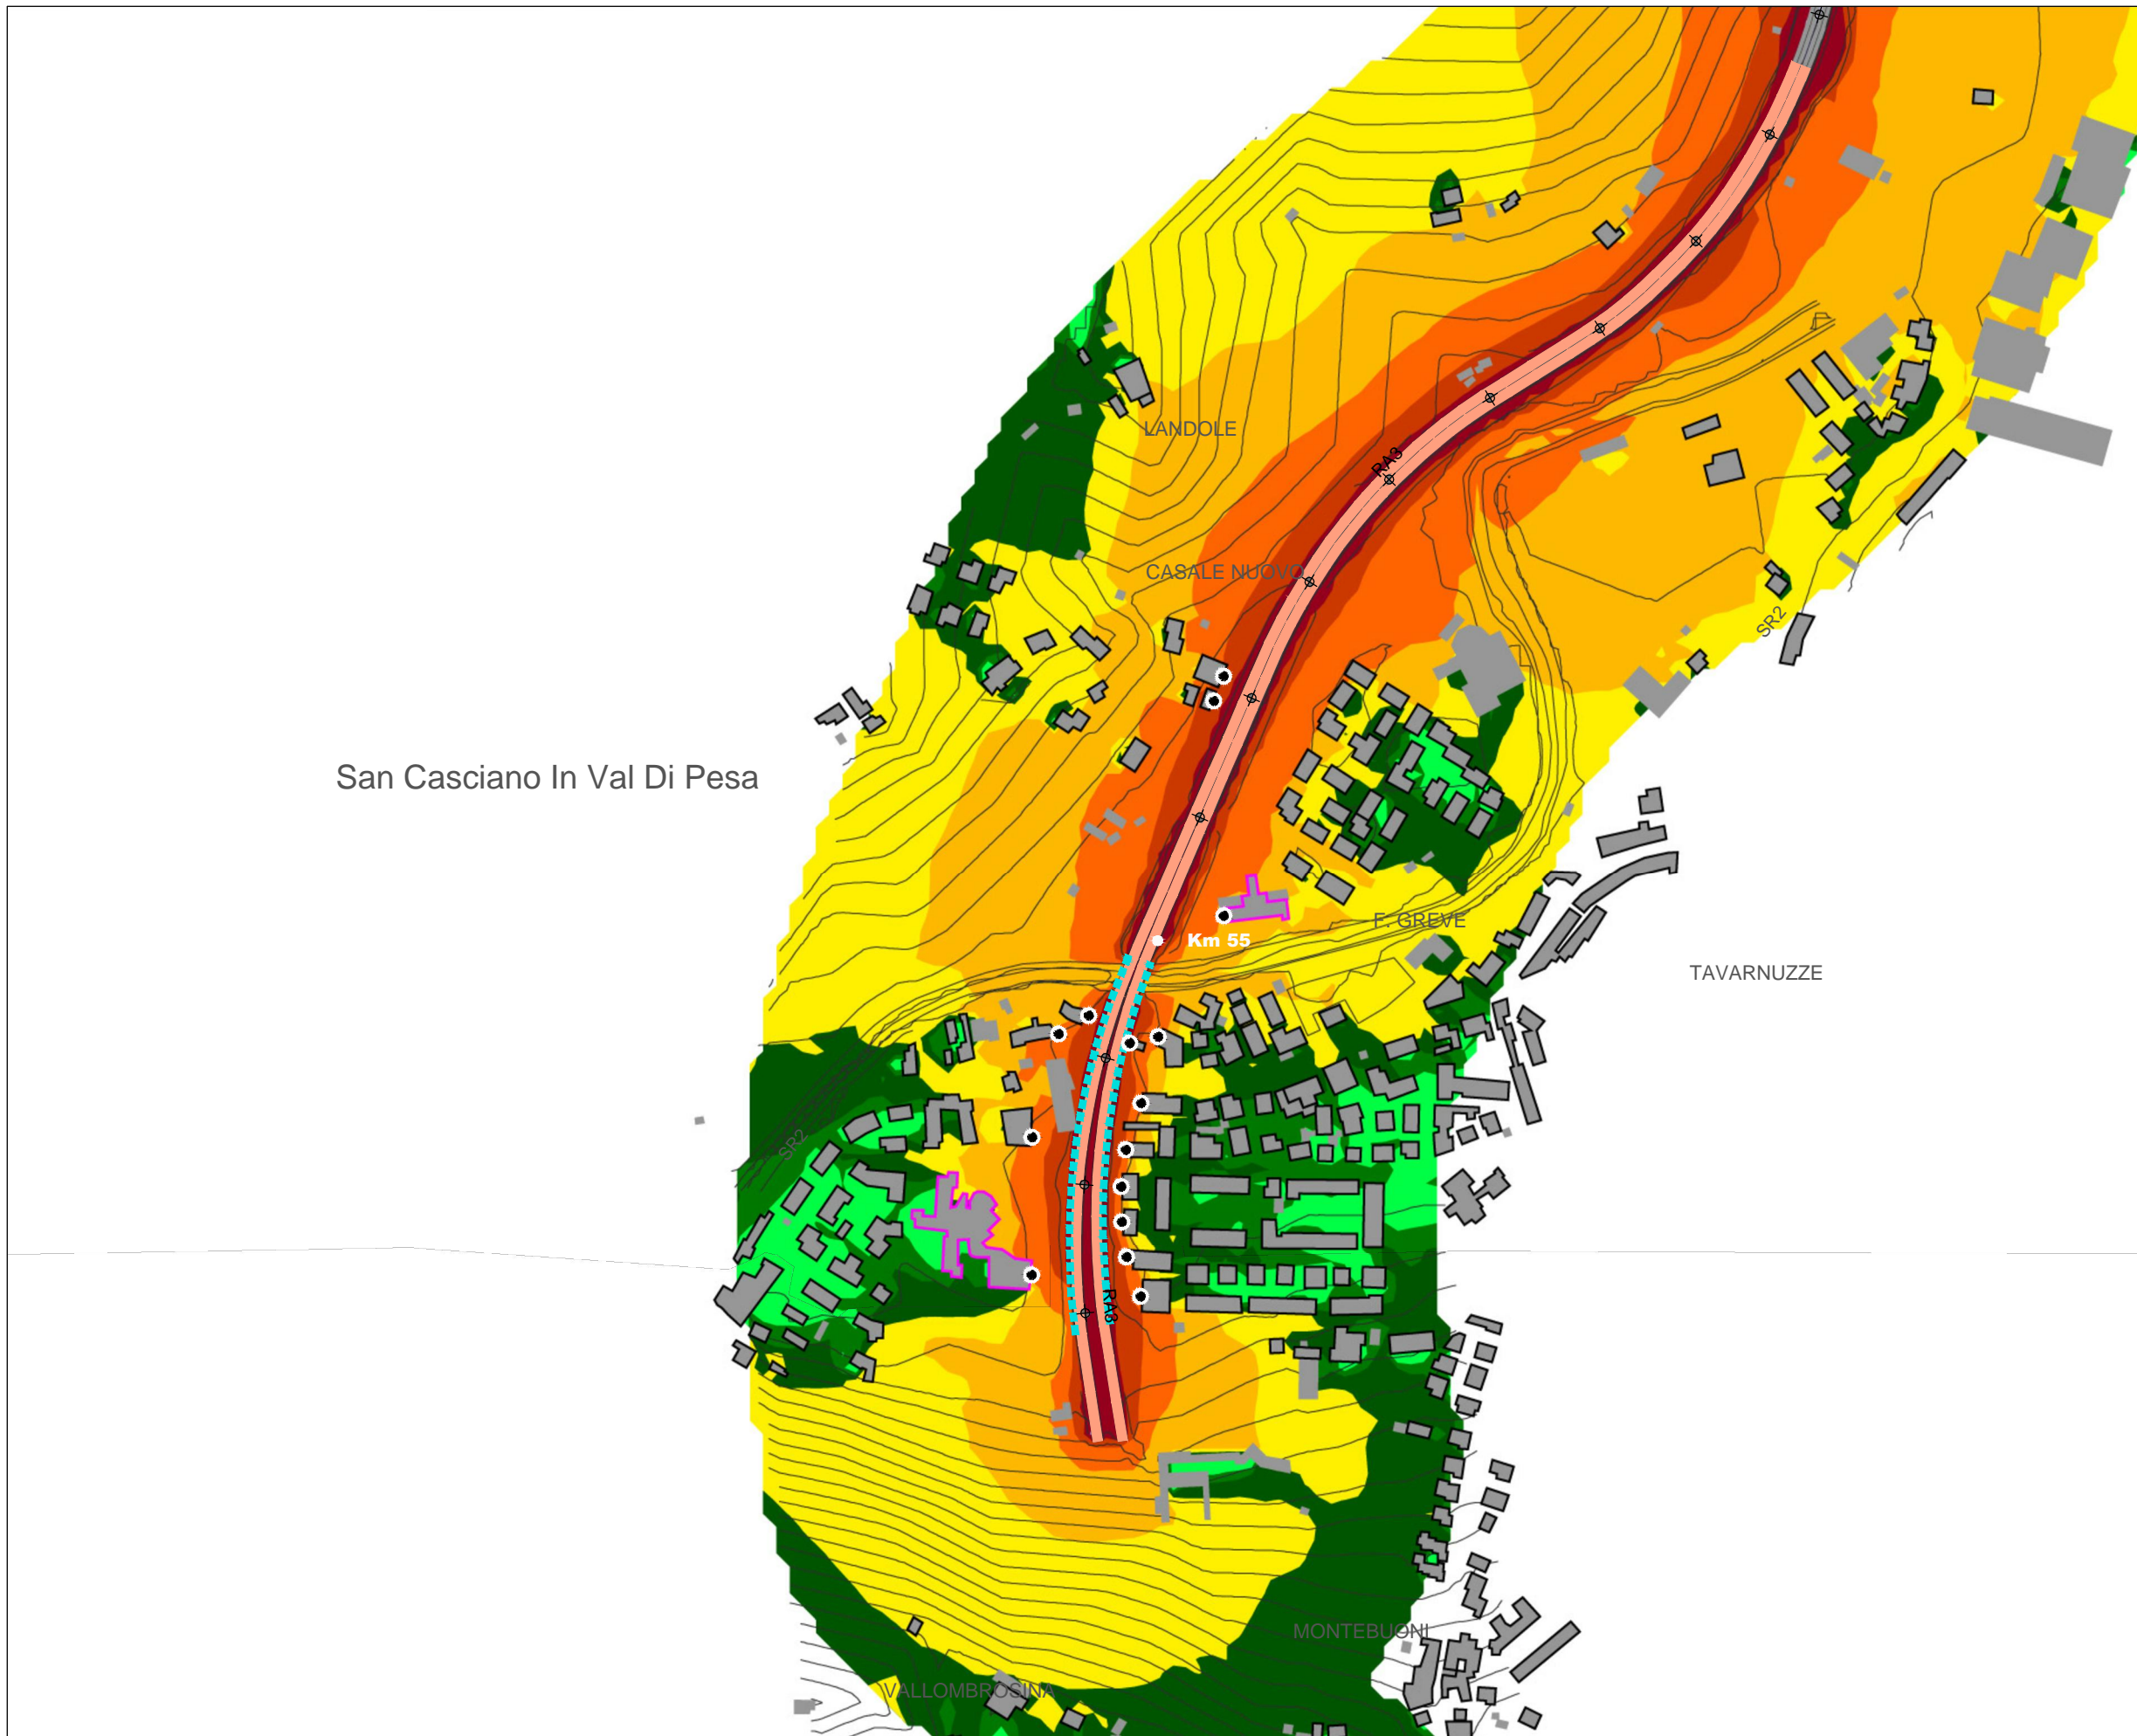 LANDOLE
RA3
CASALE NUOVO
SR2
San Casciano In Val Di Pesa
F. GREVE
Km 55
TAVARNUZZE
SR2
RA3
MONTEBUONI
VALLOMBROSINA